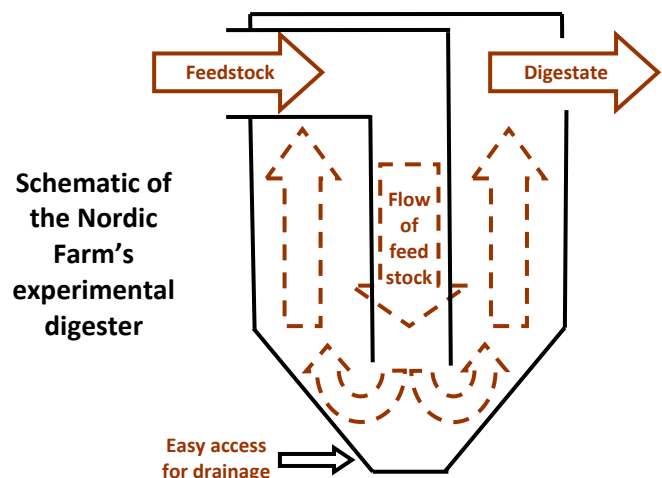 Feedstock
Digestate
Schematic of
the Nordic
Farm's
experimental
digester
Flow
of
feed
stock
Easy access
for drainage